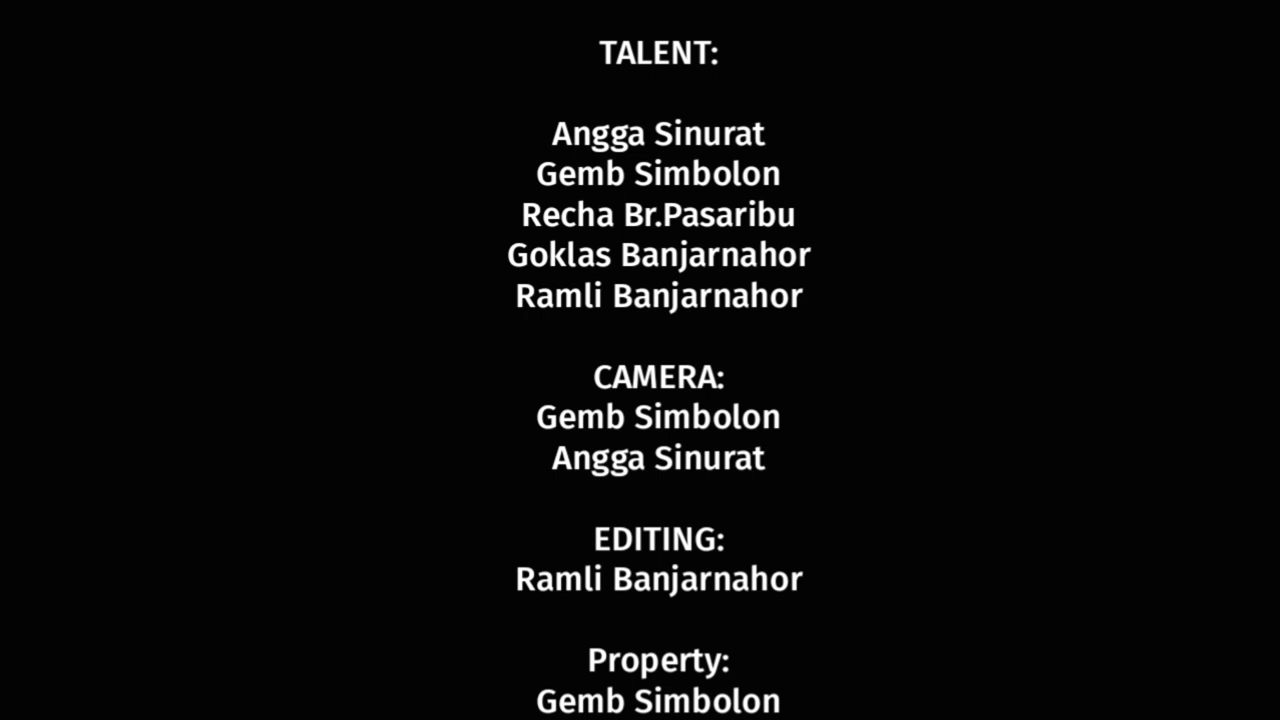 TALENT:
Angga Sinurat
Gemb Simbolon
Recha Br.Pasaribu
Goklas Banjarnahor
Ramli Banjarnahor
CAMERA:
Gemb Simbolon
Angga Sinurat
EDITING:
Ramli Banjarnahor
Property:
Gemb Simbolon